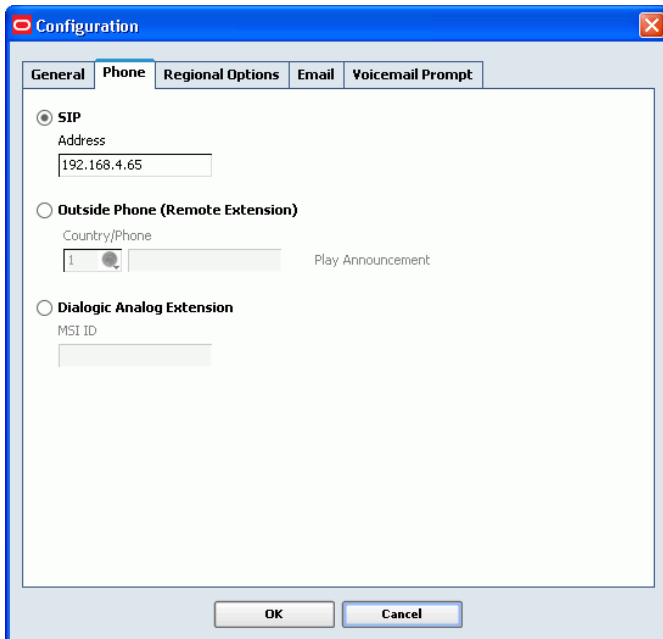 Configuration
General Phone Regional Options Email Voicemail Prompt
SIP
Address
192.168.4.65
Outside Phone (Remote Extension)
Country/Phone
1 Play Announcement
Dialogic Analog Extension
MSI ID
OK Cancel